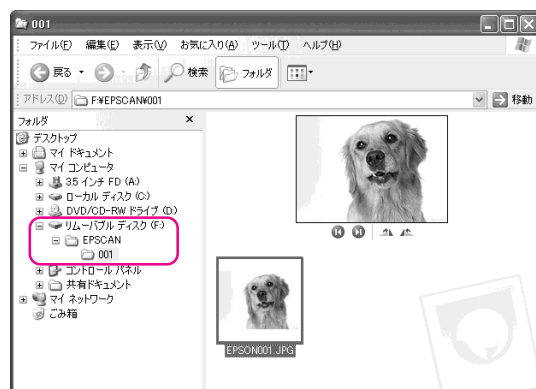 001
ファイル(F) 編集(E) 表示(V) お気に入り(A) ツール(T) ヘルプ(H)
戻る 検索 フォルダ
アドレス(D) F:¥EPSCAN¥001 移動
フォルダ ×
デスクトップ
マイ ドキュメント
マイ コンピュータ
3.5 インチ FD (A:)
ローカル ディスク (C:)
DVD/CD-RW ドライブ (D:)
リムーバブル ディスク (F:)
EPSCAN
001
コントロール パネル
共有ドキュメント
マイ ネットワーク
ごみ箱
EPSON001.JPG